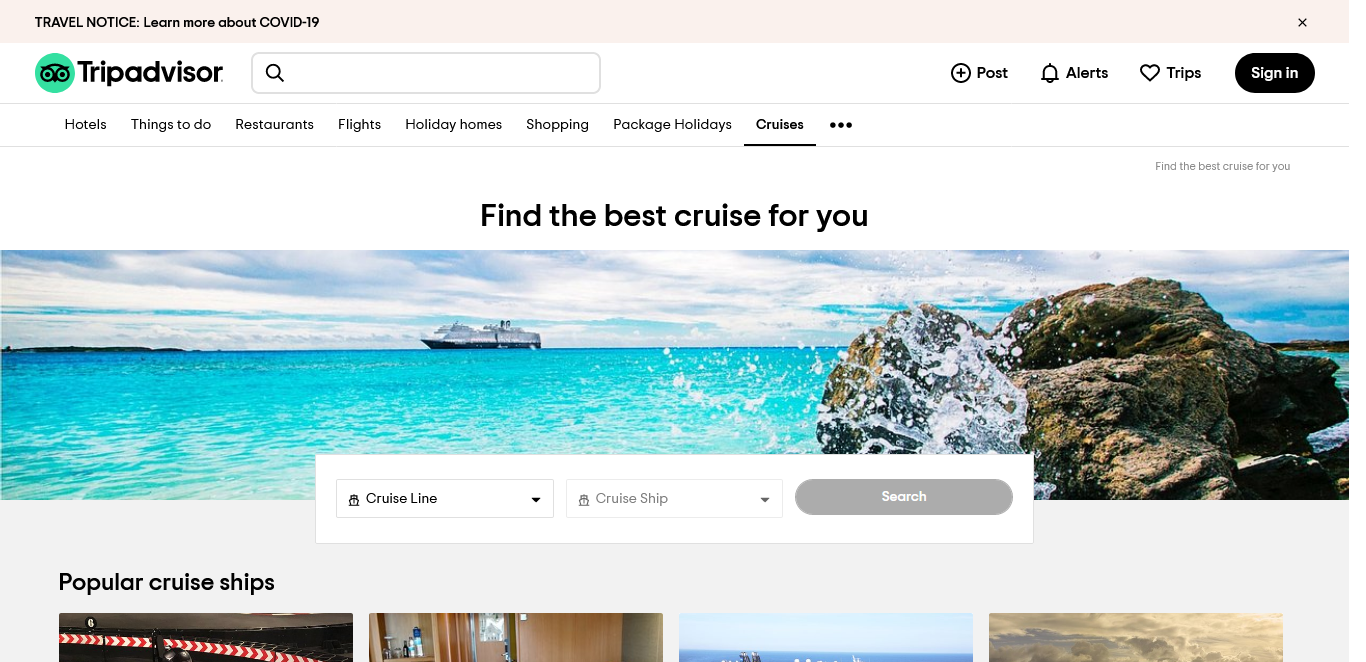 TRAVEL NOTICE: Learn more about COVID-19
Tripadvisor
Post
Alerts
Trips
Sign in
Hotels
Things to do
Restaurants
Flights
Holiday homes
Shopping
Package Holidays
Cruises
Find the best cruise for you
Find the best cruise for you
Cruise Line
Cruise Ship
Search
Popular cruise ships
6